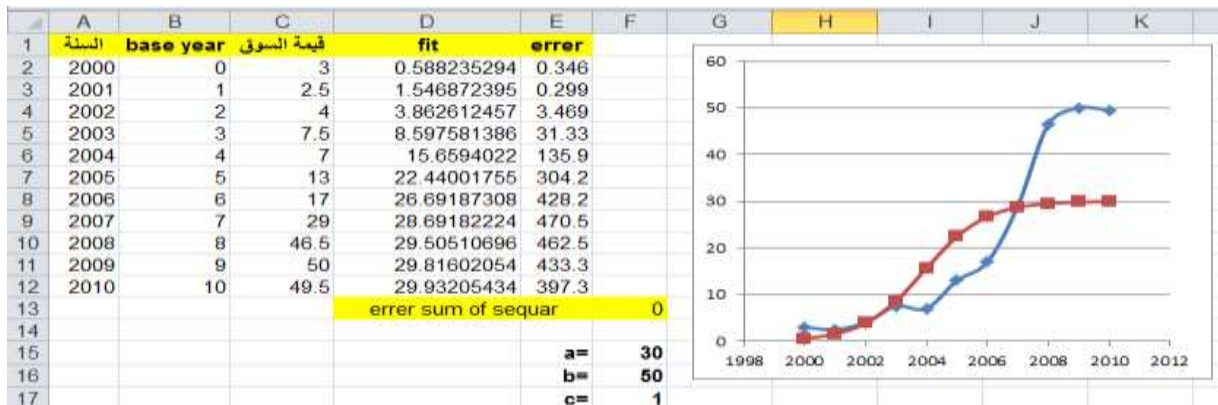 A B C D E F G H I J K
1 السنة base year قيمة السوق fit errer
2 2000 0 3 0.588235294 0.346
3 2001 1 2.5 1.546872395 0.299
4 2002 2 4 3.862612457 3.469
5 2003 3 7.5 8.597581386 31.33
6 2004 4 7 15.6594022 135.9
7 2005 5 13 22.44001755 304.2
8 2006 6 17 26.69187308 428.2
9 2007 7 29 28.69182224 470.5
10 2008 8 46.5 29.50510696 462.5
11 2009 9 50 29.81602054 433.3
12 2010 10 49.5 29.93205434 397.3
13 errer sum of sequar 0
14
15 a= 30
16 b= 50
17 c= 1
60
50
40
30
20
10
0
1998 2000 2002 2004 2006 2008 2010 2012